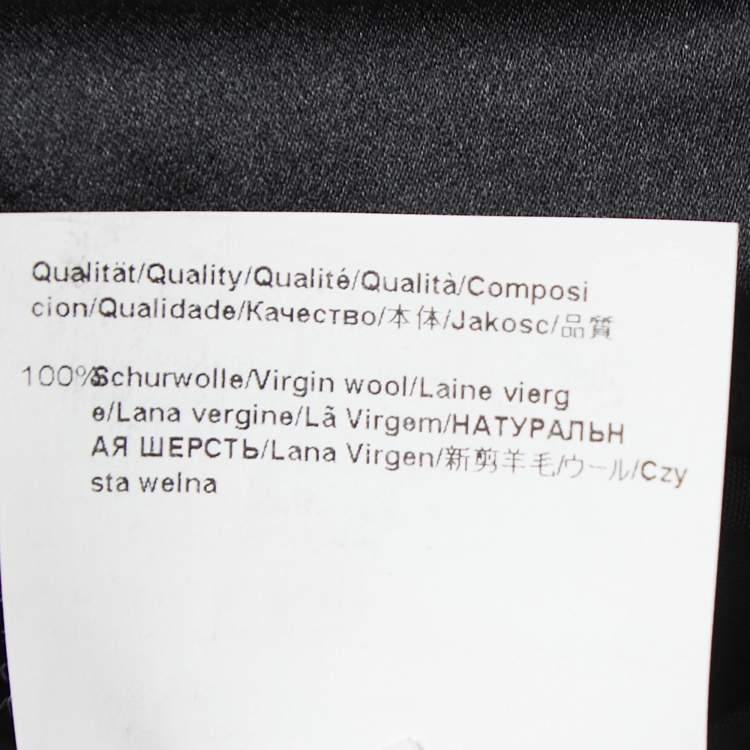 Qualität/Quality/Qualité/Qualità/Composi
cion/Qualidade/Качество/本体/Jakosc/品質
100%Schurwolle/Virgin wool/Laine vierg
e/Lana vergine/Lã Virgem/НАТУРАЛЬН
АЯ ШЕРСТЬ/Lana Virgen/新剪羊毛/ウール/Czy
sta welna